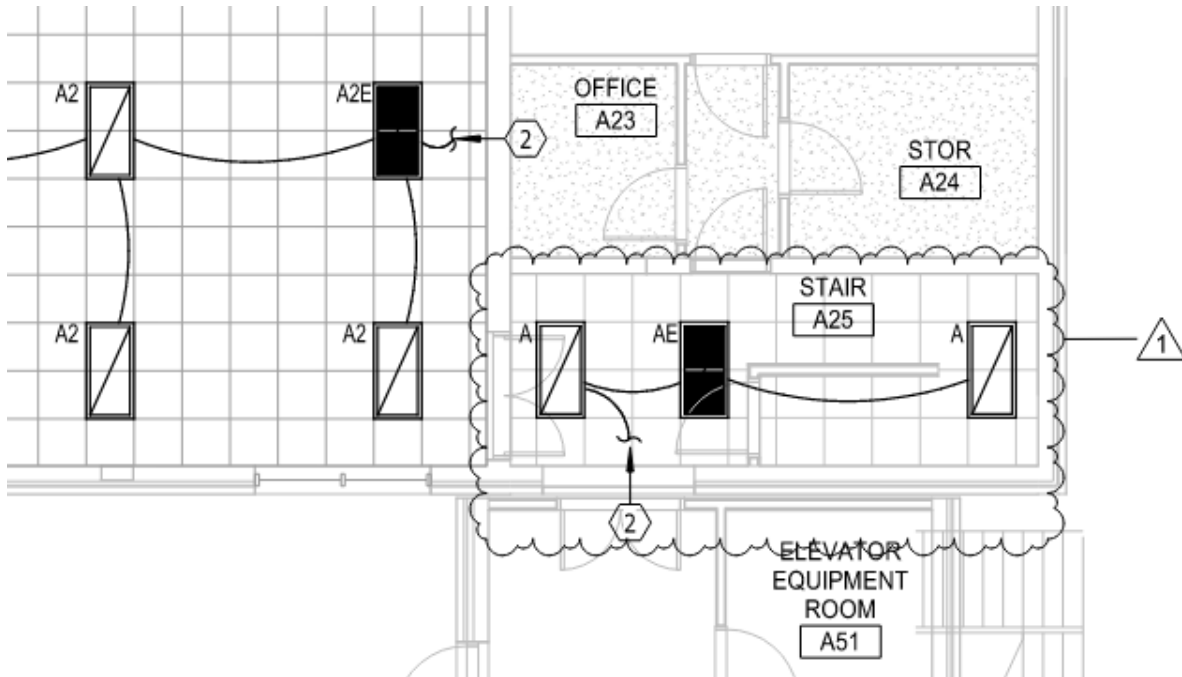 A2
A2E
2
OFFICE
A23
STOR
A24
A2
A2
STAIR
A25
A
AE
A
1
2
ELEVATOR
EQUIPMENT
ROOM
A51